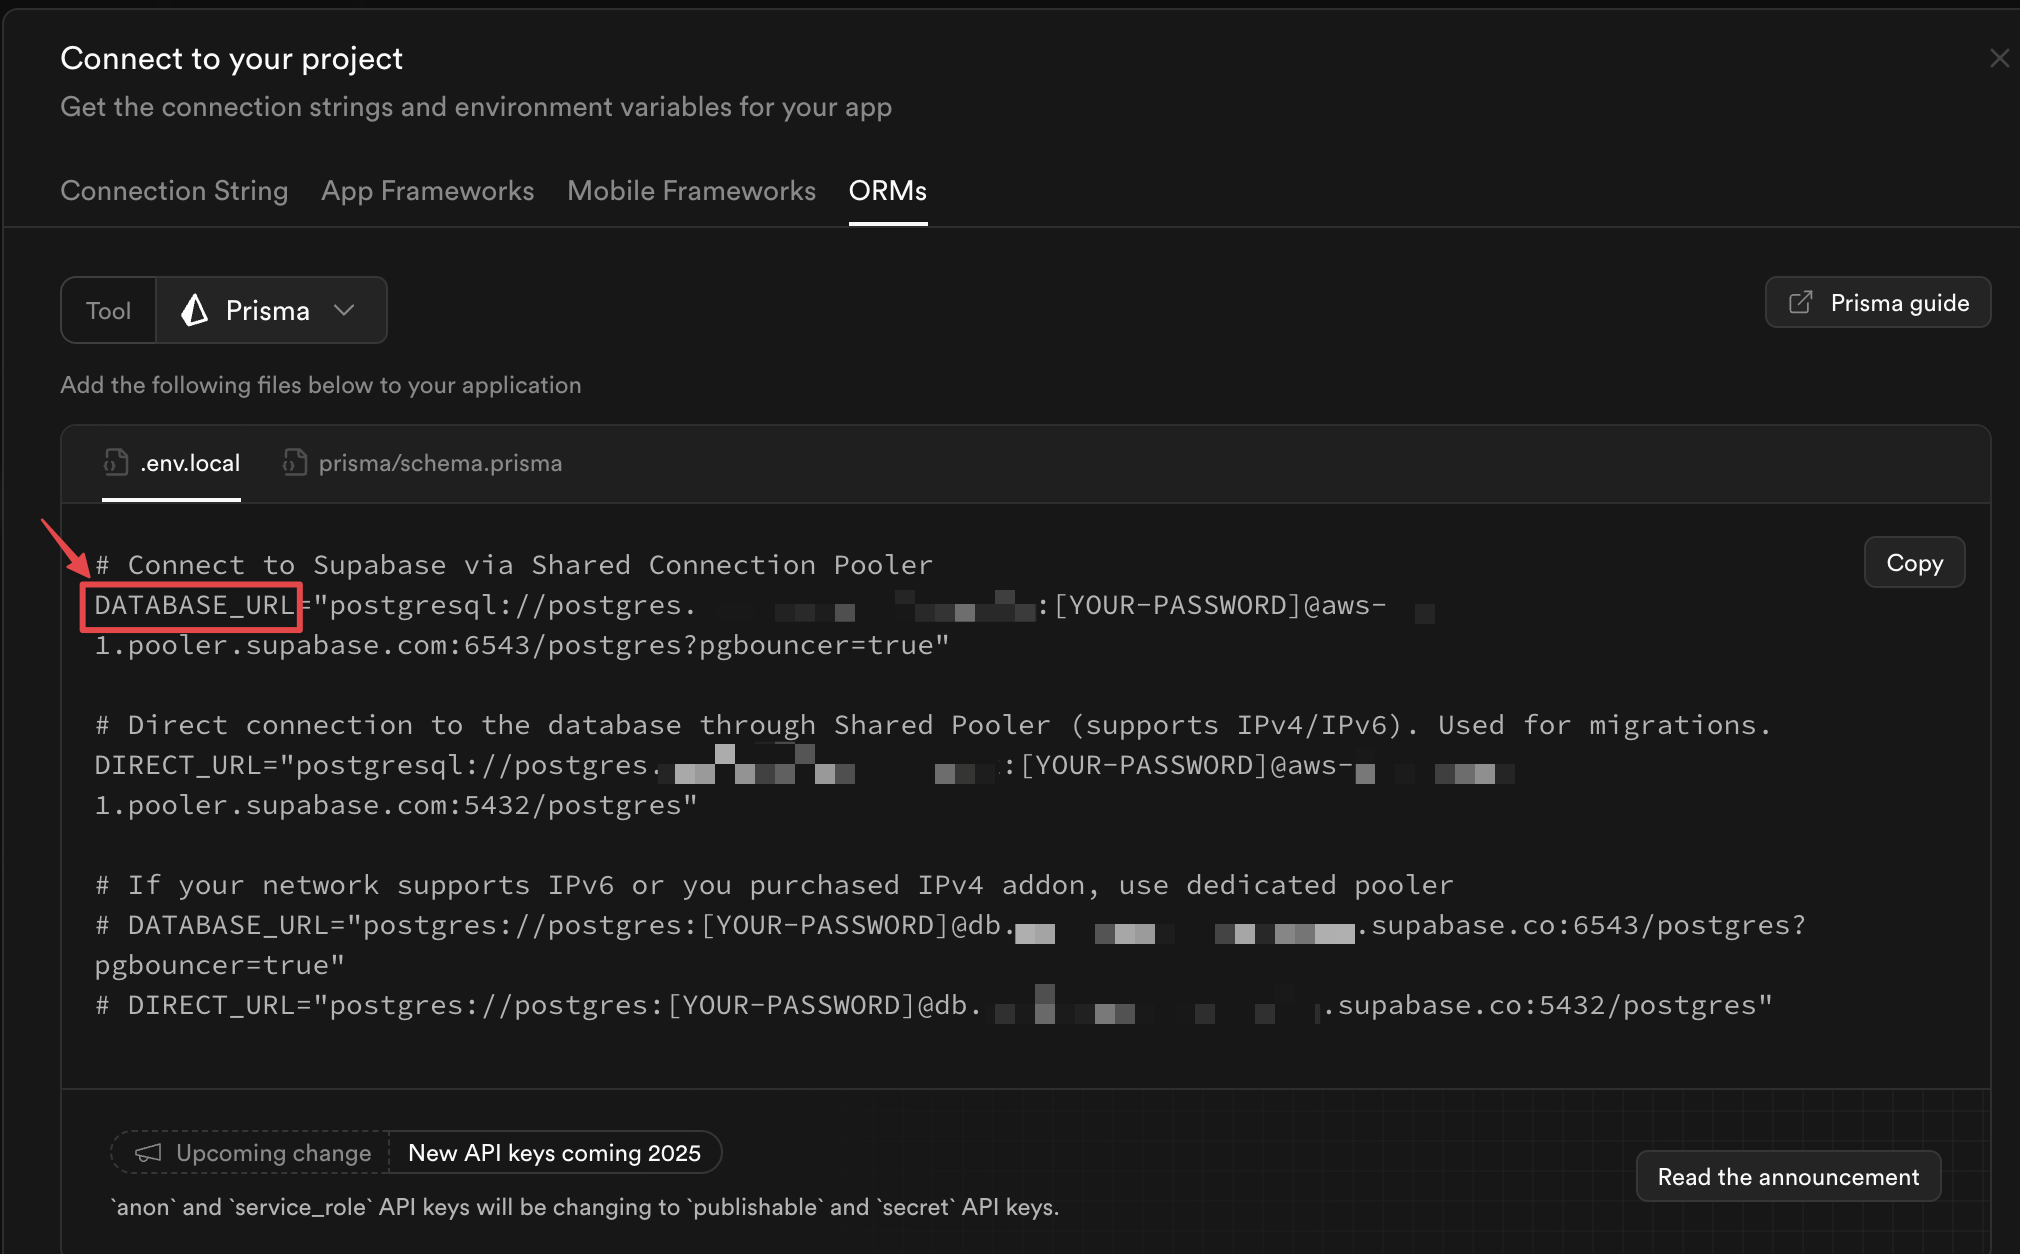 Connect to your project
Get the connection strings and environment variables for your app
Connection String App Frameworks Mobile Frameworks ORMs
Tool Prisma Prisma guide
Add the following files below to your application
.env.local prisma/schema.prisma
# Connect to Supabase via Shared Connection Pooler
Copy
DATABASE_URL="postgresql://postgres. :[YOUR-PASSWORD]@aws-
1.pooler.supabase.com:6543/postgres?pgbouncer=true"
# Direct connection to the database through Shared Pooler (supports IPv4/IPv6). Used for migrations.
DIRECT_URL="postgresql://postgres. :[YOUR-PASSWORD]@aws-
1.pooler.supabase.com:5432/postgres"
# If your network supports IPv6 or you purchased IPv4 addon, use dedicated pooler
# DATABASE_URL="postgres://postgres:[YOUR-PASSWORD]@db. .supabase.co:6543/postgres?
pgbouncer=true"
# DIRECT_URL="postgres://postgres:[YOUR-PASSWORD]@db. .supabase.co:5432/postgres"
Upcoming change New API keys coming 2025
Read the announcement
`anon` and `service_role` API keys will be changing to `publishable` and `secret` API keys.